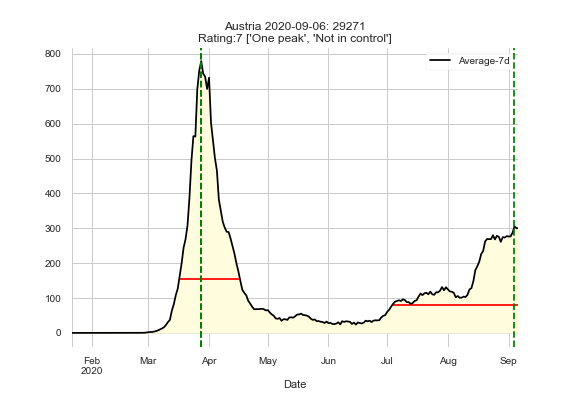 Austria 2020-09-06: 29271
Rating:7 ['One peak', 'Not in control']
Average-7d
800
700
600
500
400
300
200
100
0
Feb Mar Apr May Jun Jul Aug Sep
2020
Date